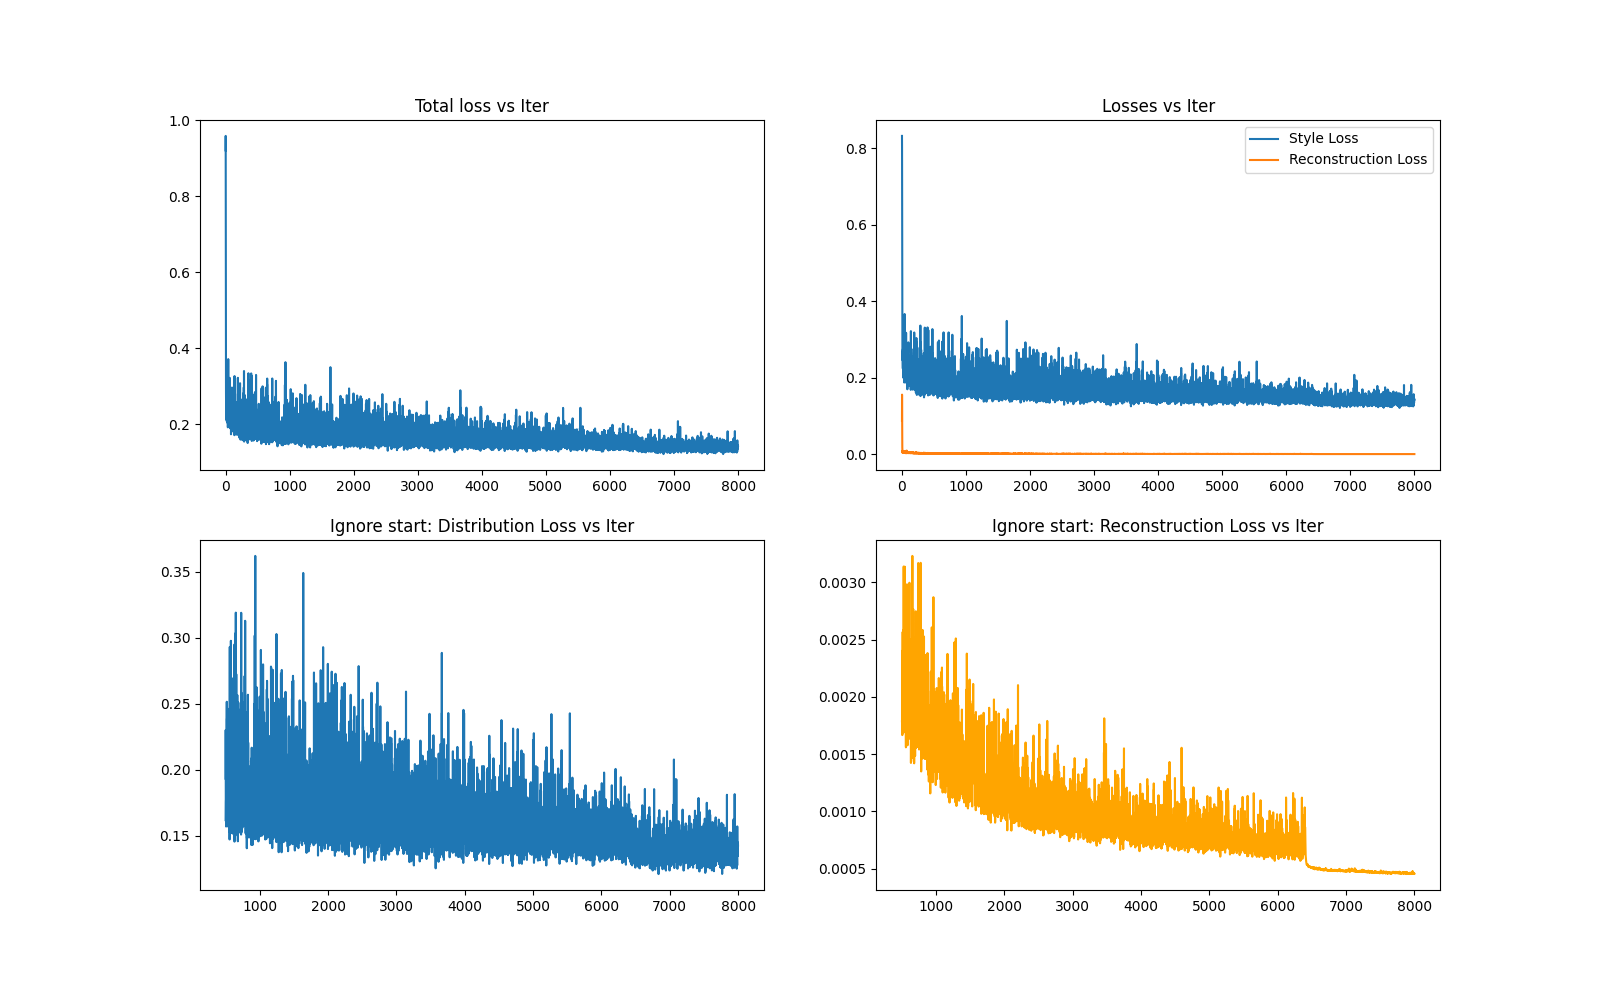 Total loss vs Iter
1.0
0.8
0.6
0.4
0.2
0 1000 2000 3000 4000 5000 6000 7000 8000
Losses vs Iter
Style Loss
Reconstruction Loss
0.8
0.6
0.4
0.2
0.0
0 1000 2000 3000 4000 5000 6000 7000 8000
Ignore start: Distribution Loss vs Iter
0.35
0.30
0.25
0.20
0.15
1000 2000 3000 4000 5000 6000 7000 8000
Ignore start: Reconstruction Loss vs Iter
0.0030
0.0025
0.0020
0.0015
0.0010
0.0005
1000 2000 3000 4000 5000 6000 7000 8000